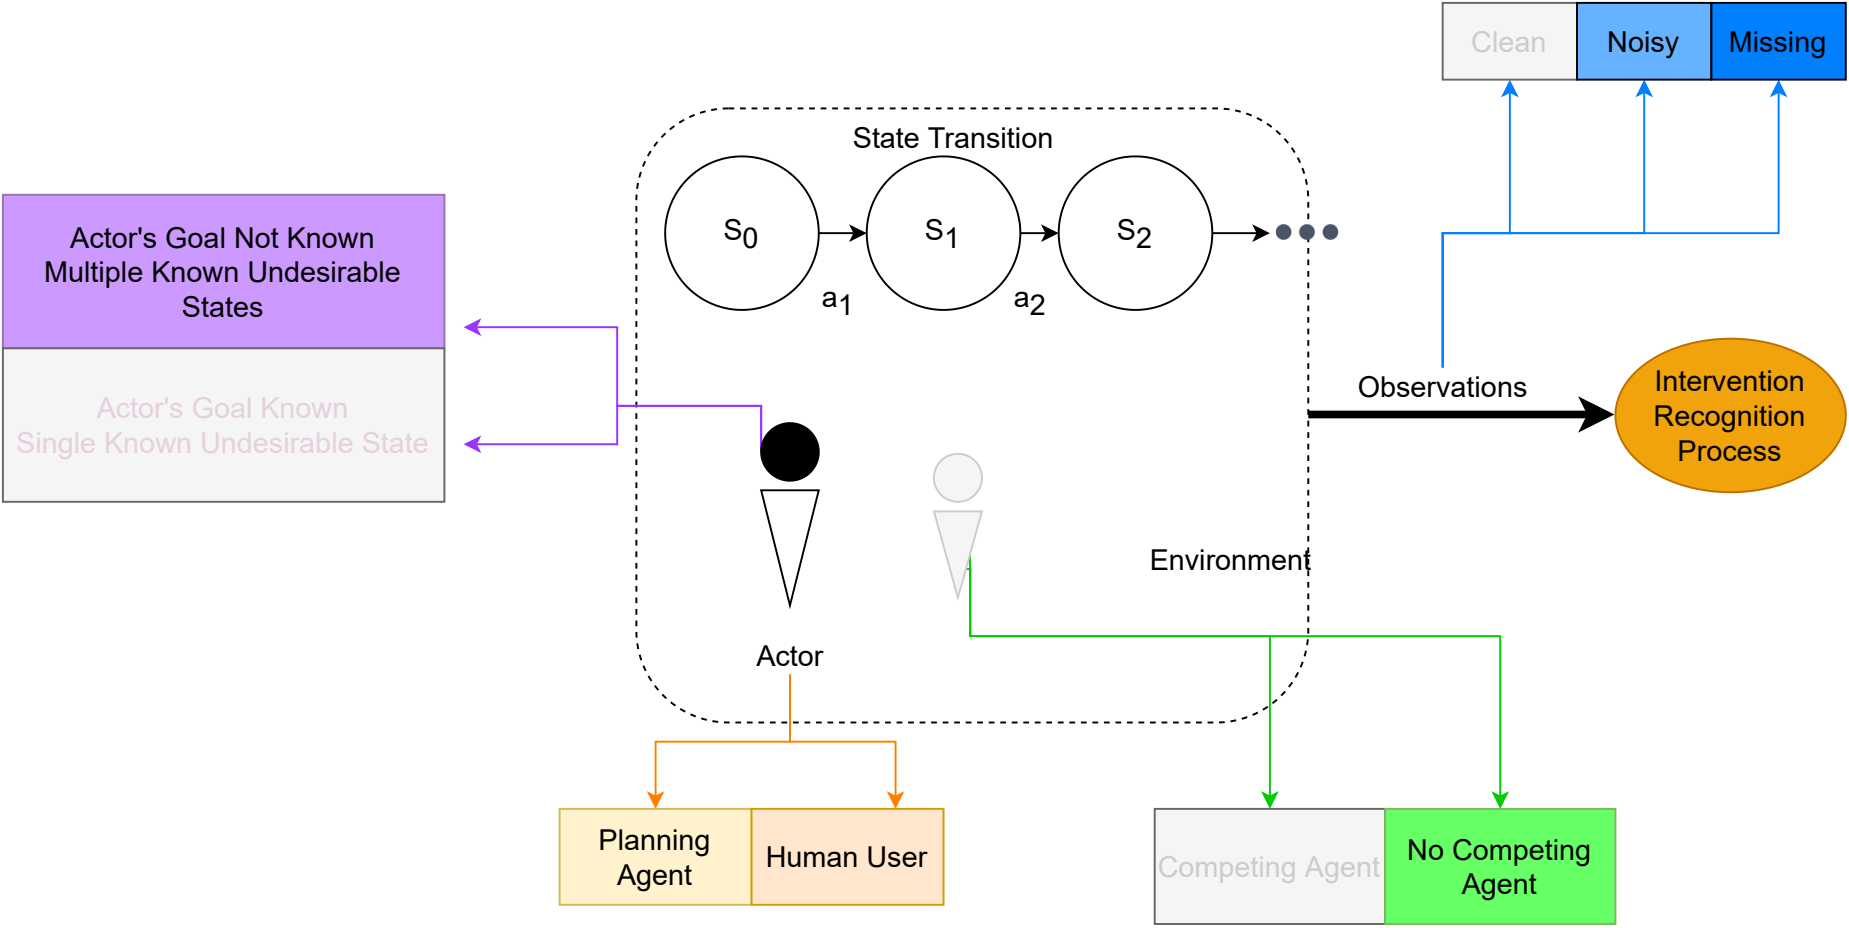 Clean
Noisy
Missing
State Transition
S0
S1
S2
a1
a2
Actor's Goal Not Known
Multiple Known Undesirable
States
Actor's Goal Known
Single Known Undesirable State
Observations
Intervention
Recognition
Process
Environment
Actor
Planning
Agent
Human User
Competing Agent
No Competing
Agent